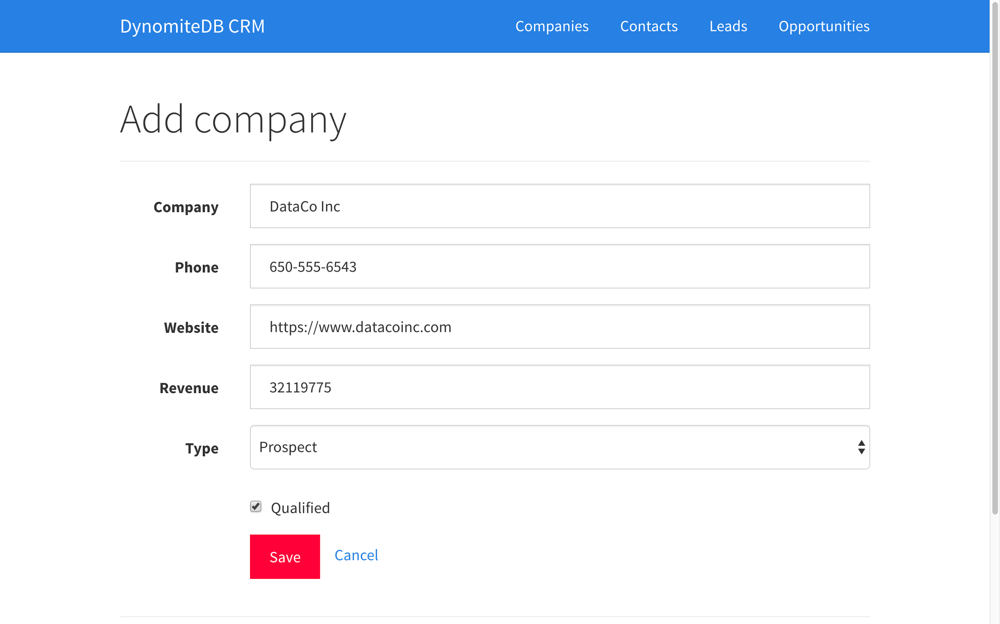 DynomiteDB CRM Companies Contacts Leads Opportunities
Add company
Company DataCo Inc
Phone 650-555-6543
Website https://www.datacoinc.com
Revenue 32119775
Type Prospect
Qualified
Save Cancel